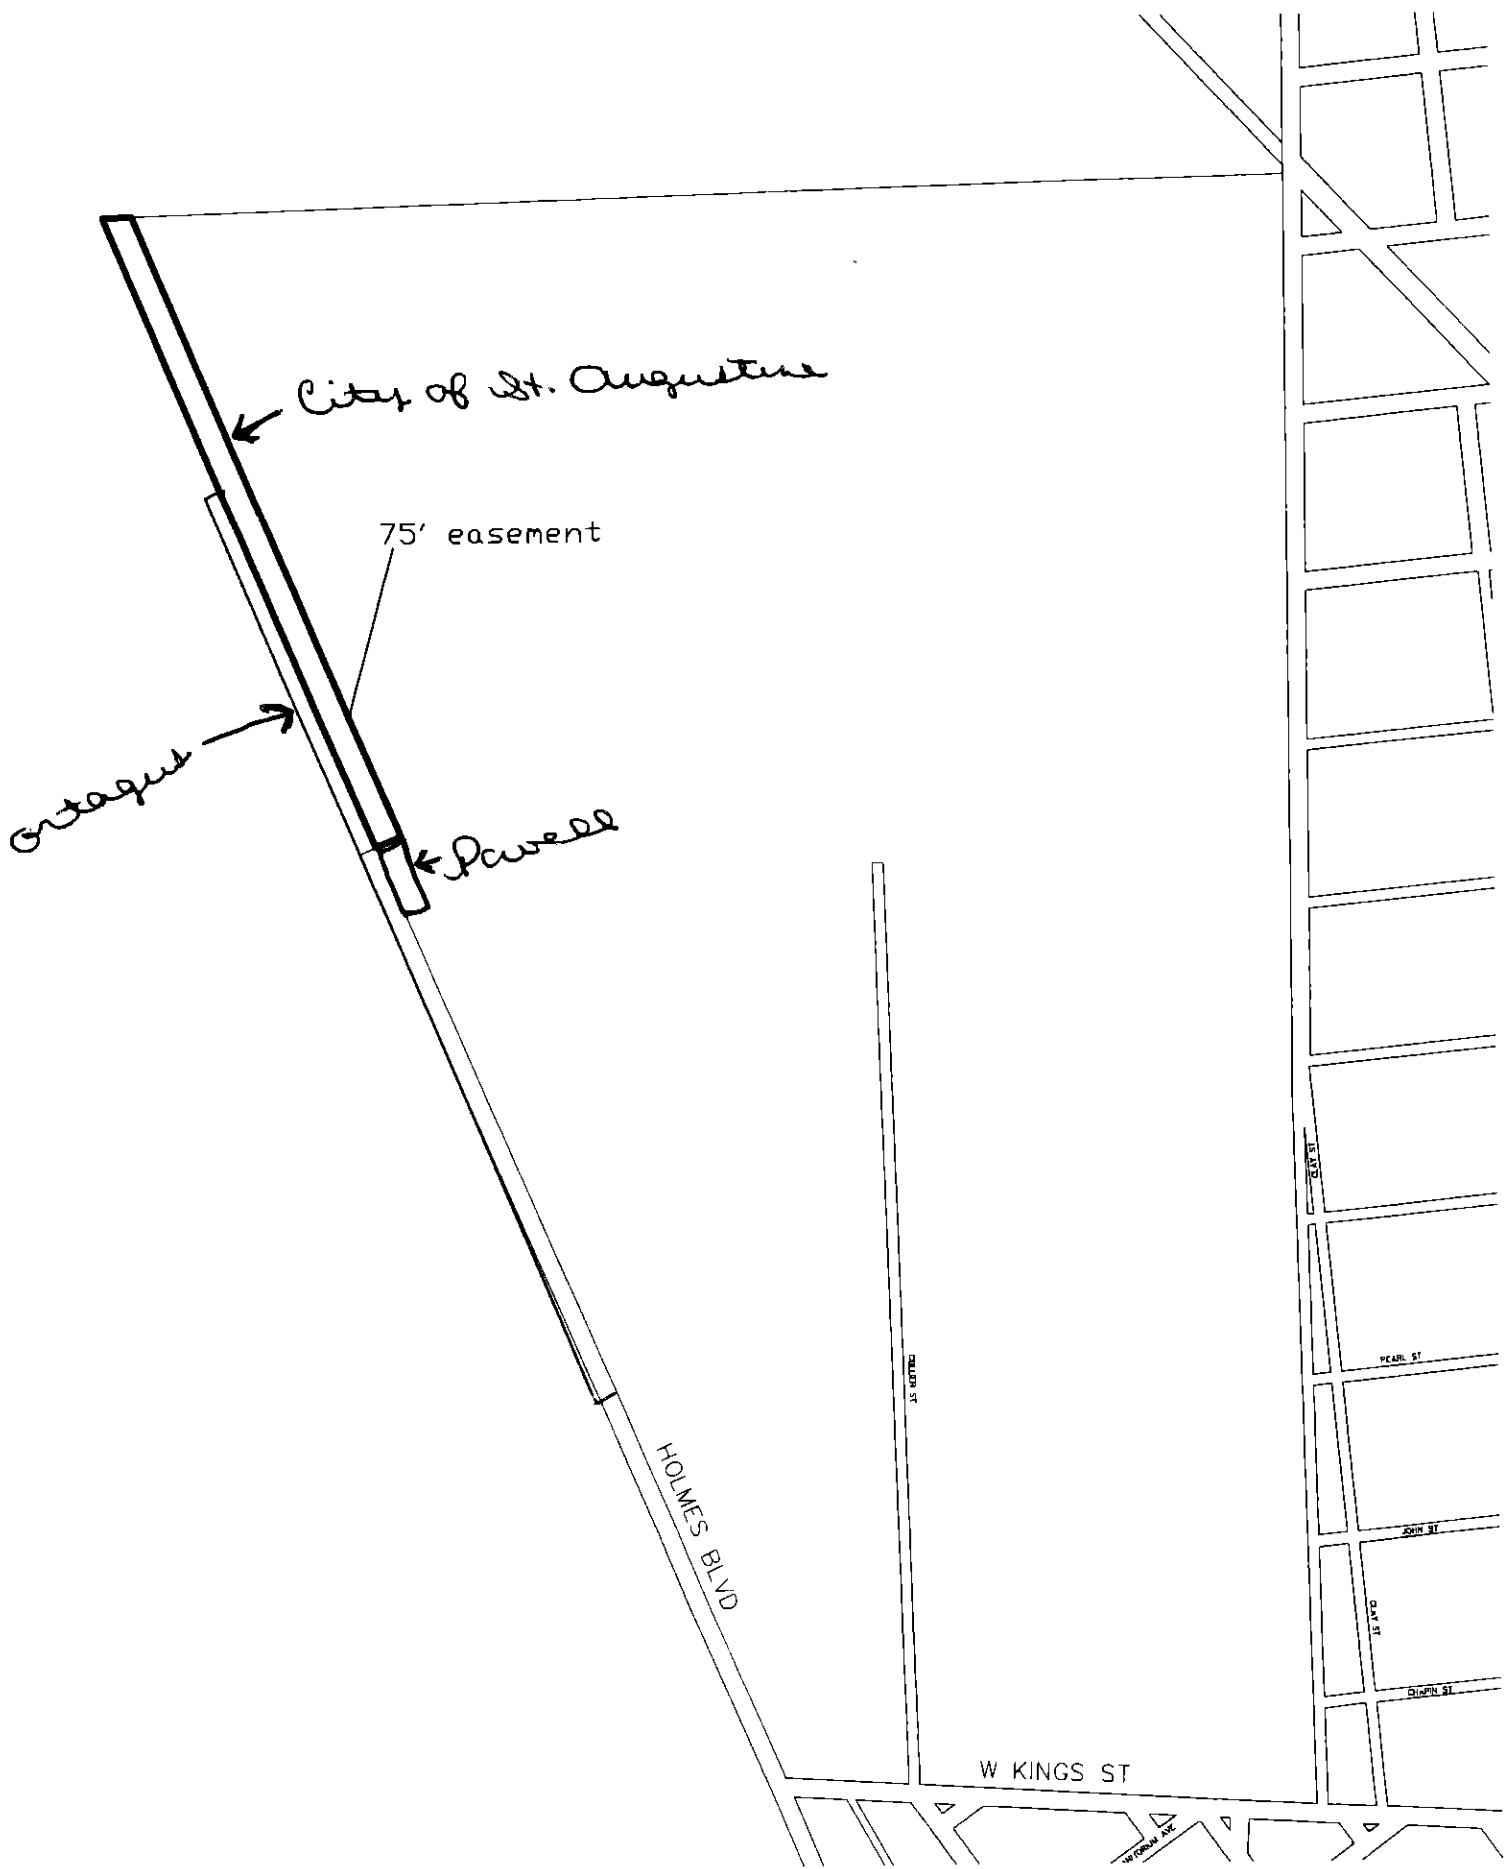 City of St. Augustine
75' easement
Powell
CLAY ST
PEARL ST
HOLMES BLVD
JOHN ST
CLAY ST
CHAPIN ST
W KINGS ST